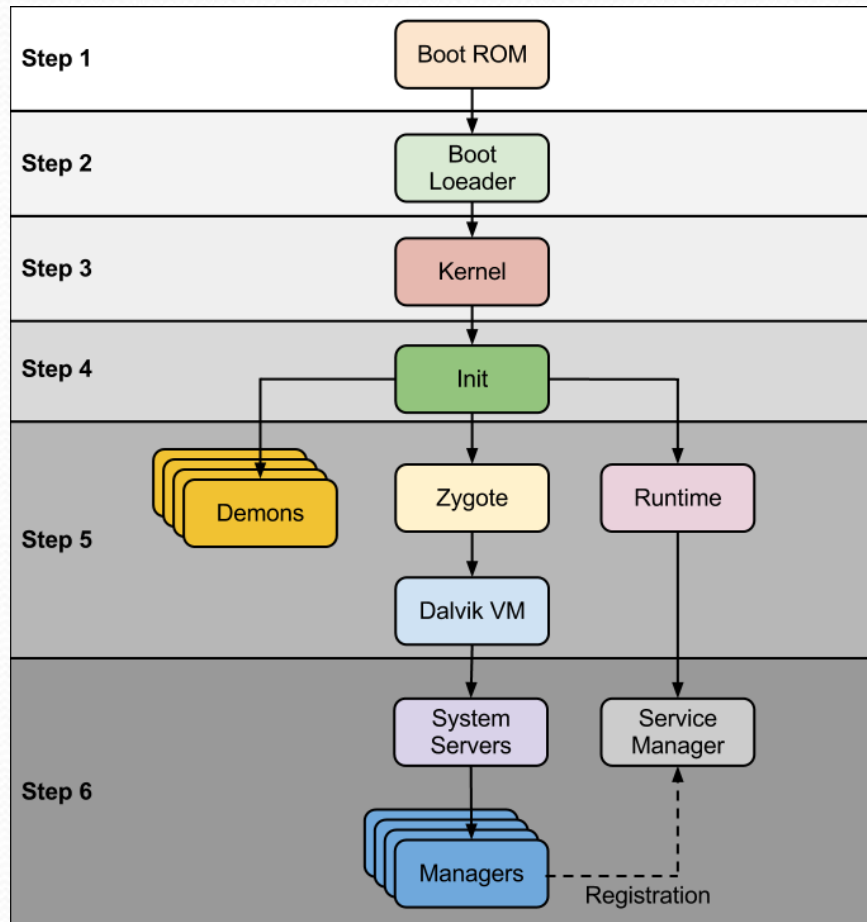 Step 1
Boot ROM
Step 2
Boot
Loeader
Step 3
Kernel
Step 4
Init
Step 5
Demons
Zygote
Runtime
Dalvik VM
Step 6
System
Servers
Service
Manager
Managers
Registration